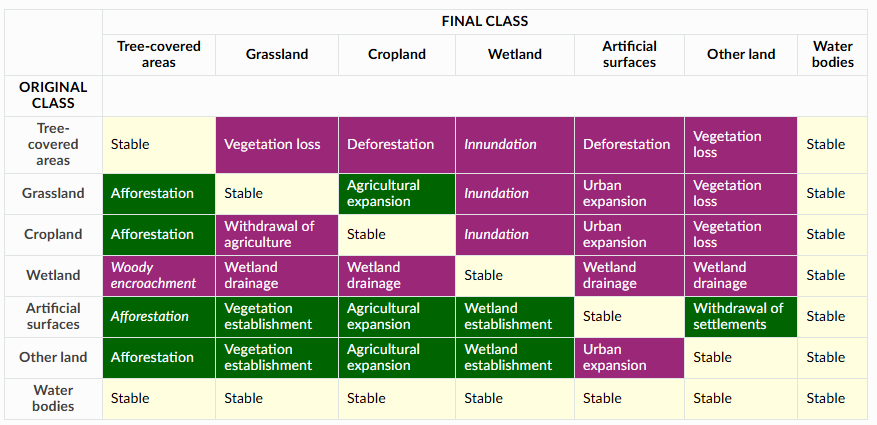 FINAL CLASS
Tree-covered areas Grassland Cropland Wetland Artificial surfaces Other land Water bodies
ORIGINAL CLASS
Tree-covered areas Stable Vegetation loss Deforestation Innundation Deforestation Vegetation loss Stable
Grassland Afforestation Stable Agricultural expansion Inundation Urban expansion Vegetation loss Stable
Cropland Afforestation Withdrawal of agriculture Stable Inundation Urban expansion Vegetation loss Stable
Wetland Woody encroachment Wetland drainage Wetland drainage Stable Wetland drainage Wetland drainage Stable
Artificial surfaces Afforestation Vegetation establishment Agricultural expansion Wetland establishment Stable Withdrawal of settlements Stable
Other land Afforestation Vegetation establishment Agricultural expansion Wetland establishment Urban expansion Stable Stable
Water bodies Stable Stable Stable Stable Stable Stable Stable